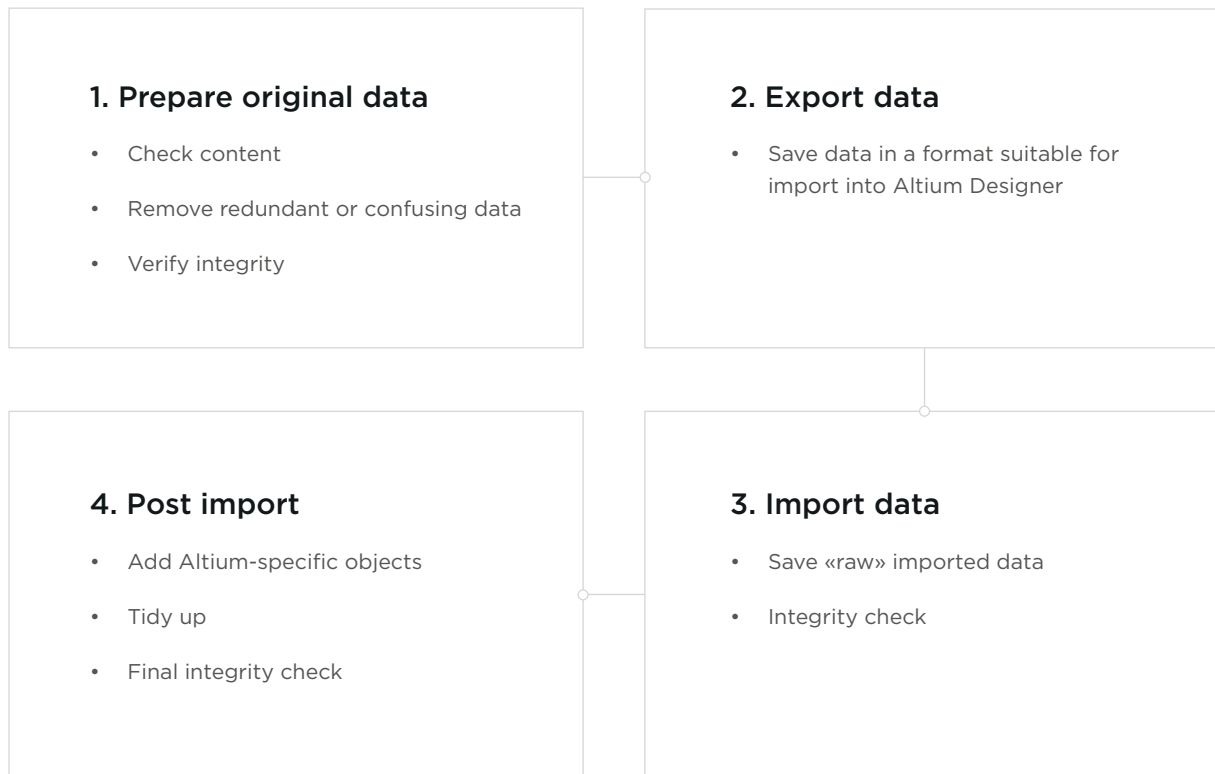 1. Prepare original data
• Check content
• Remove redundant or confusing data
• Verify integrity
2. Export data
• Save data in a format suitable for
import into Altium Designer
3. Import data
• Save «raw» imported data
• Integrity check
4. Post import
• Add Altium-specific objects
• Tidy up
• Final integrity check